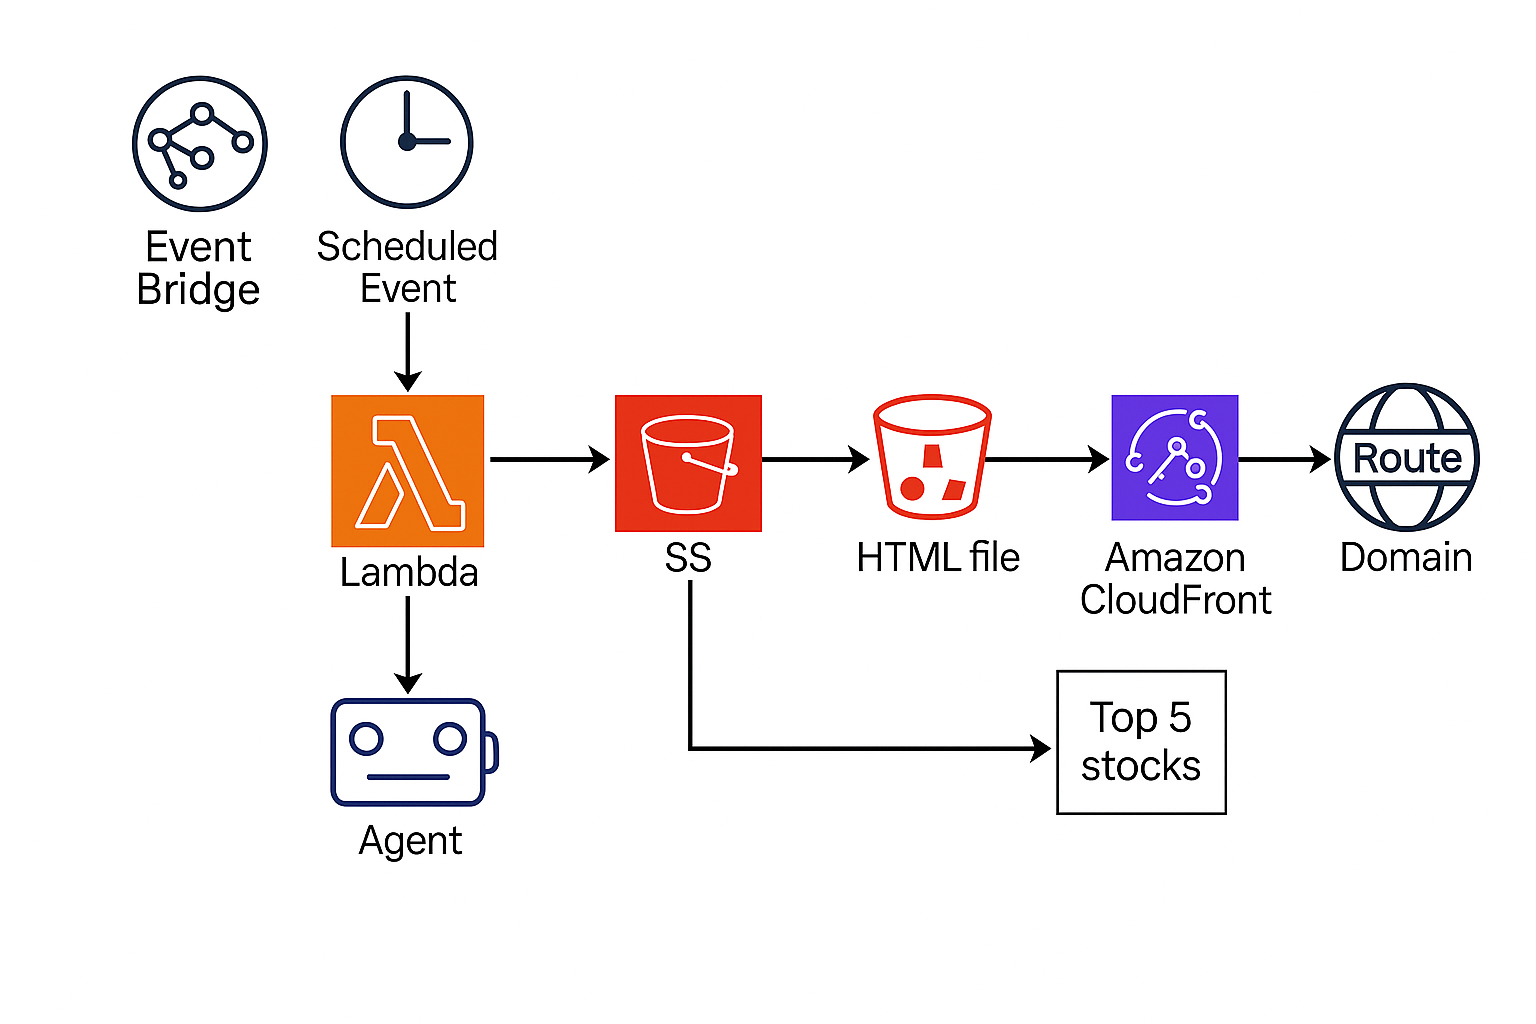 Event
Bridge
Scheduled
Event
Lambda
SS
HTML file
Amazon
CloudFront
Route
Domain
Top 5
stocks
Agent